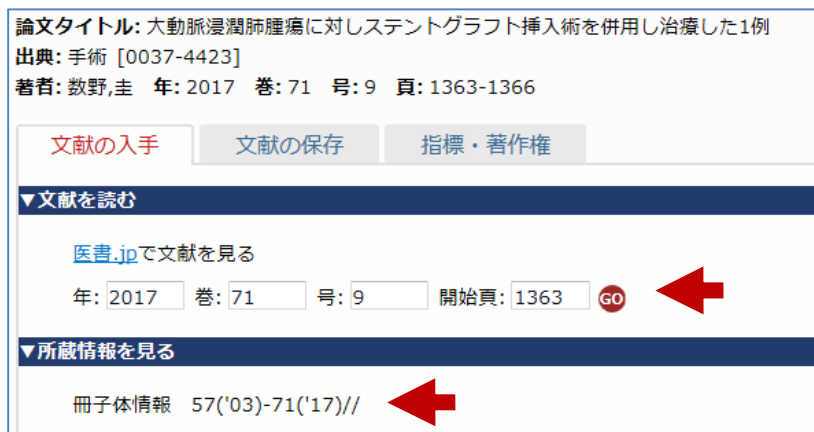 論文タイトル: 大動脈浸潤肺腫瘍に対しステントグラフト挿入術を併用し治療した1例
出典: 手術 [0037-4423]
著者: 数野,圭 年: 2017 巻: 71 号: 9 頁: 1363-1366
文献の入手 文献の保存 指標・著作権
▼文献を読む
医書.jpで文献を見る
年: 2017 巻: 71 号: 9 開始頁: 1363 GO
▼所蔵情報を見る
冊子体情報 57('03)-71('17)//